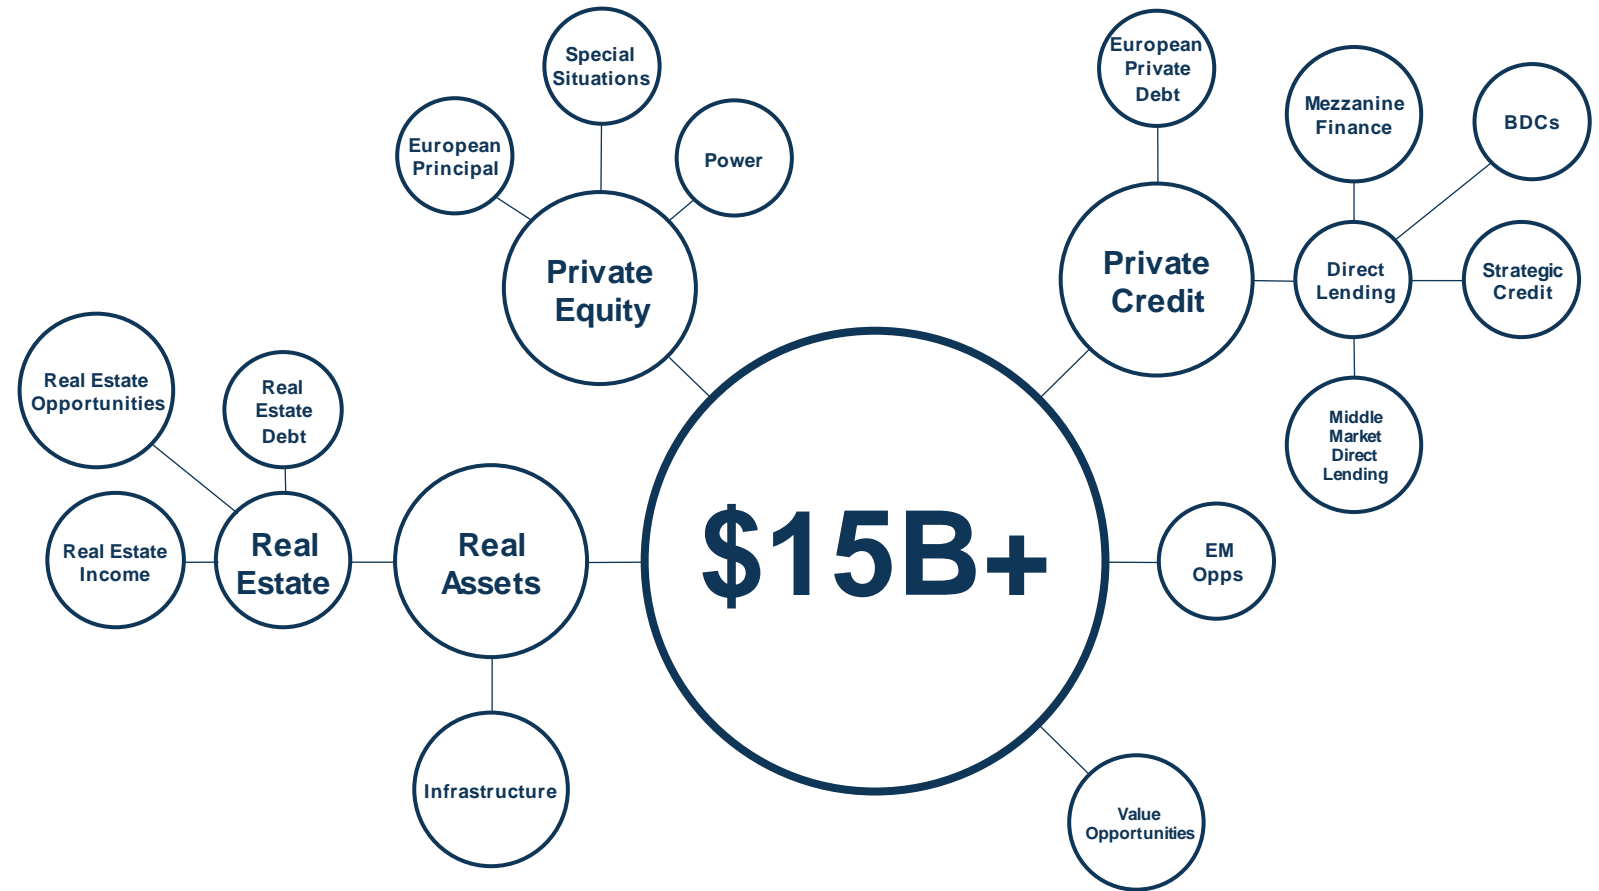 Special
Situations
European
Principal
Power
Private
Equity
European
Private
Debt
Mezzanine
Finance
BDCs
Private
Credit
Direct
Lending
Strategic
Credit
Middle
Market
Direct
Lending
Real Estate
Opportunities
Real
Estate
Debt
Real Estate
Income
Real
Estate
Real
Assets
$15B+
EM
Opps
Infrastructure
Value
Opportunities